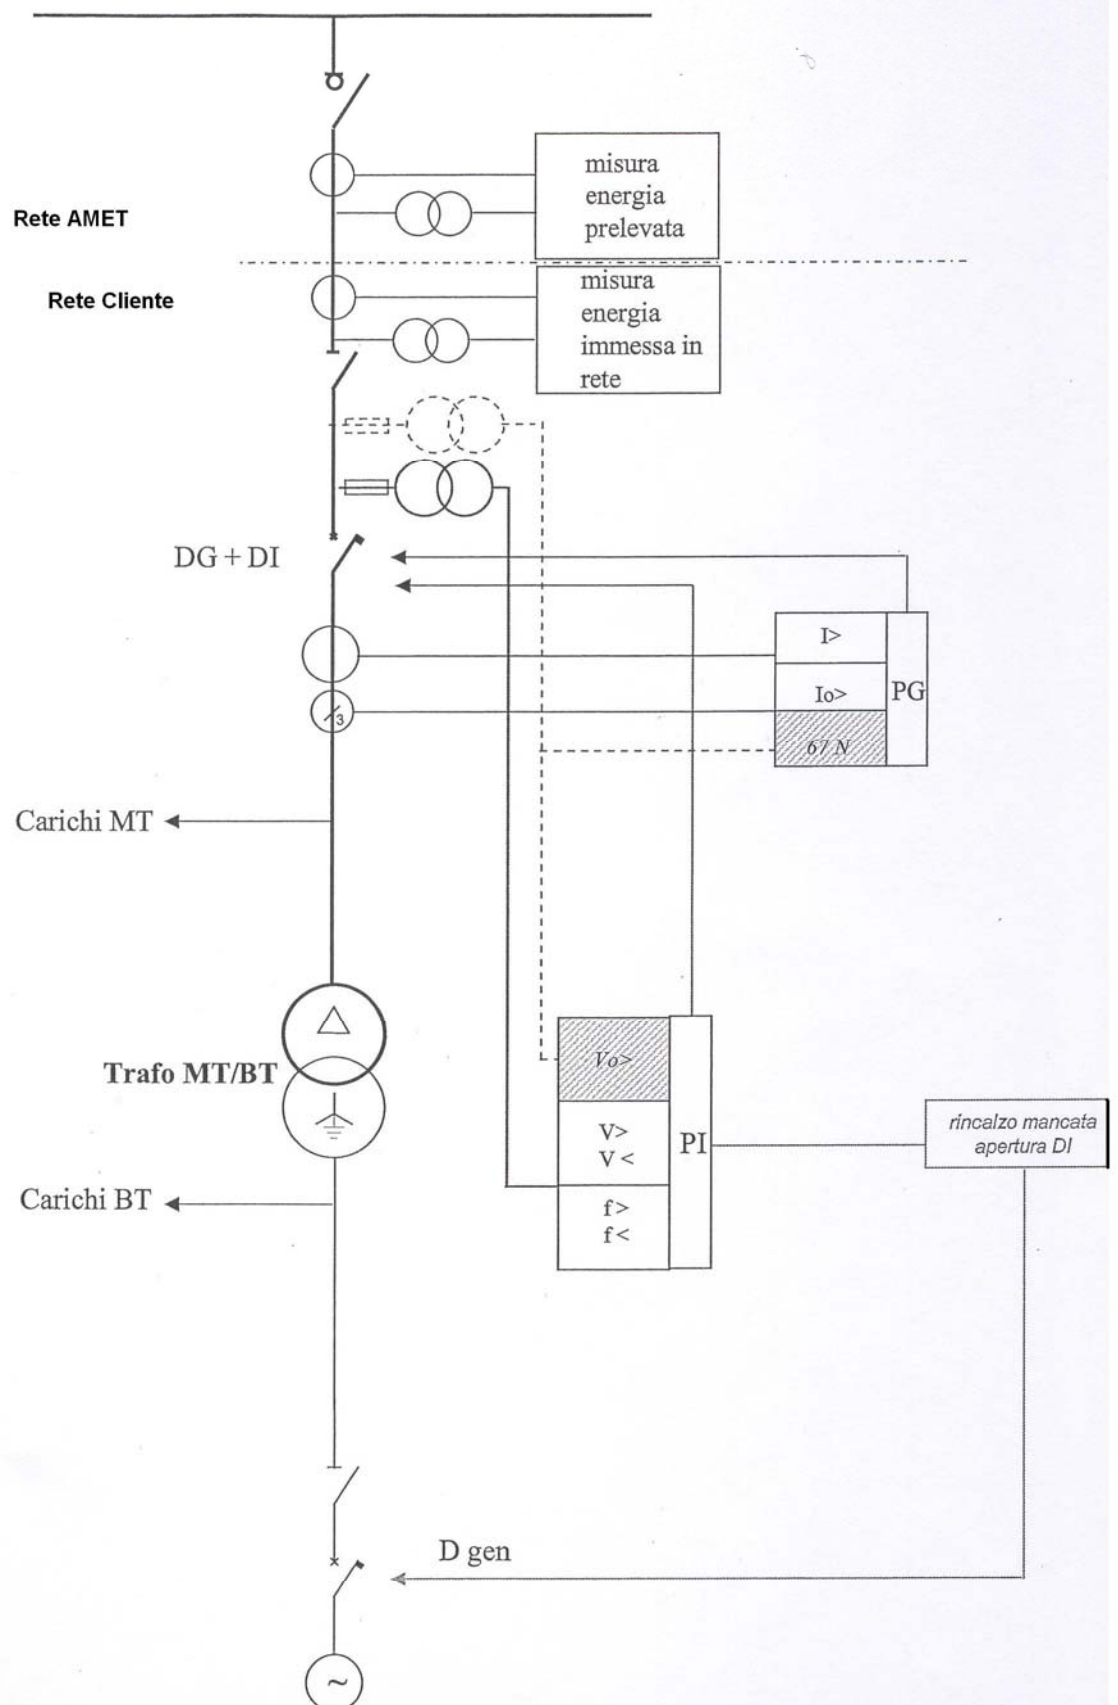 misura
energia
prelevata
Rete AMET
Rete Cliente
misura
energia
immessa in
rete
DG + DI
I>
Io>
PG
67 N
3
Carichi MT
Trafo MT/BT
Vo>
V>
V <
PI
f >
f <
rincalzo mancata
apertura DI
Carichi BT
D gen
~